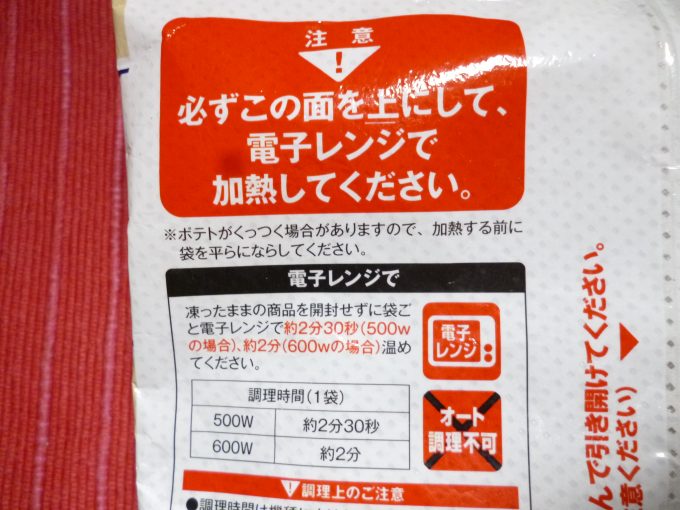 注意
!
必ずこの面を上にして、
電子レンジで
加熱してください。
※ポテトがくっつく場合がありますので、加熱する前に
袋を平らにならしてください。
電子レンジで
凍ったままの商品を開封せずに袋ご
と電子レンジで約2分30秒(500w
の場合)、約2分(600wの場合)温め
てください。
電子
レンジ
調理時間(1袋)
500W 約2分30秒
600W 約2分
オート
調理不可
!調理上のご注意
●調理時間は機種
んで引き開けてください。
意ください)